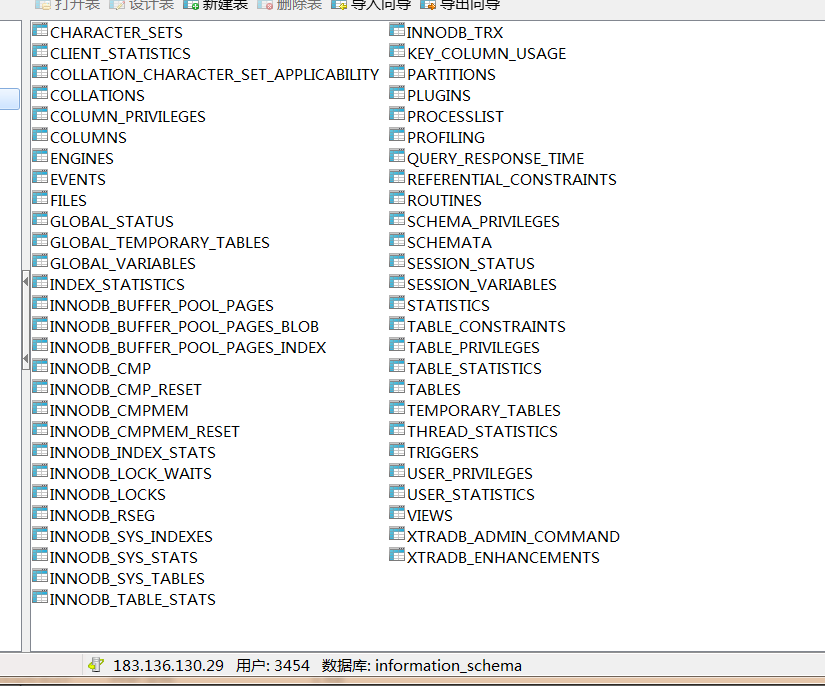 打开表 设计表 新建表 删除表 导入向导 导出向导
CHARACTER_SETS
CLIENT_STATISTICS
COLLATION_CHARACTER_SET_APPLICABILITY
COLLATIONS
COLUMN_PRIVILEGES
COLUMNS
ENGINES
EVENTS
FILES
GLOBAL_STATUS
GLOBAL_TEMPORARY_TABLES
GLOBAL_VARIABLES
INDEX_STATISTICS
INNODB_BUFFER_POOL_PAGES
INNODB_BUFFER_POOL_PAGES_BLOB
INNODB_BUFFER_POOL_PAGES_INDEX
INNODB_CMP
INNODB_CMP_RESET
INNODB_CMPMEM
INNODB_CMPMEM_RESET
INNODB_INDEX_STATS
INNODB_LOCK_WAITS
INNODB_LOCKS
INNODB_RSEG
INNODB_SYS_INDEXES
INNODB_SYS_STATS
INNODB_SYS_TABLES
INNODB_TABLE_STATS
INNODB_TRX
KEY_COLUMN_USAGE
PARTITIONS
PLUGINS
PROCESSLIST
PROFILING
QUERY_RESPONSE_TIME
REFERENTIAL_CONSTRAINTS
ROUTINES
SCHEMA_PRIVILEGES
SCHEMATA
SESSION_STATUS
SESSION_VARIABLES
STATISTICS
TABLE_CONSTRAINTS
TABLE_PRIVILEGES
TABLE_STATISTICS
TABLES
TEMPORARY_TABLES
THREAD_STATISTICS
TRIGGERS
USER_PRIVILEGES
USER_STATISTICS
VIEWS
XTRADB_ADMIN_COMMAND
XTRADB_ENHANCEMENTS
183.136.130.29 用户: 3454 数据库: information_schema